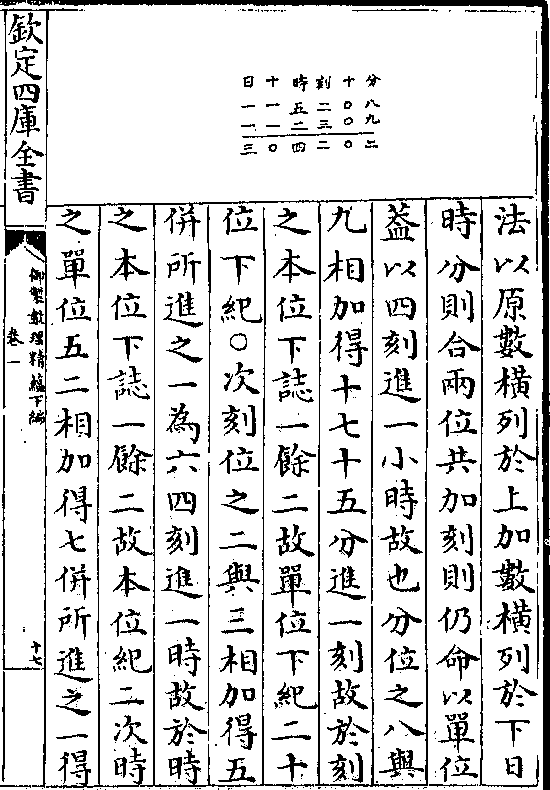 日十時刻十分
一一五二〇八
一一二三〇九
三〇四二〇二
法以原數橫列於上加數橫列於下日
時分則合兩位共加刻則仍命以單位
葢以四刻進一小時故也分位之八與
九相加得十七十五分進一刻故於刻
之本位下誌一餘二故單位下紀二十
位下紀〇次刻位之二與三相加得五
併所進之一為六四刻進一時故於時
之本位下誌一餘二故本位紀二次時
之單位五二相加得七併所進之一得
欽定四庫全書
御製數理精蘊下編
卷一
十七